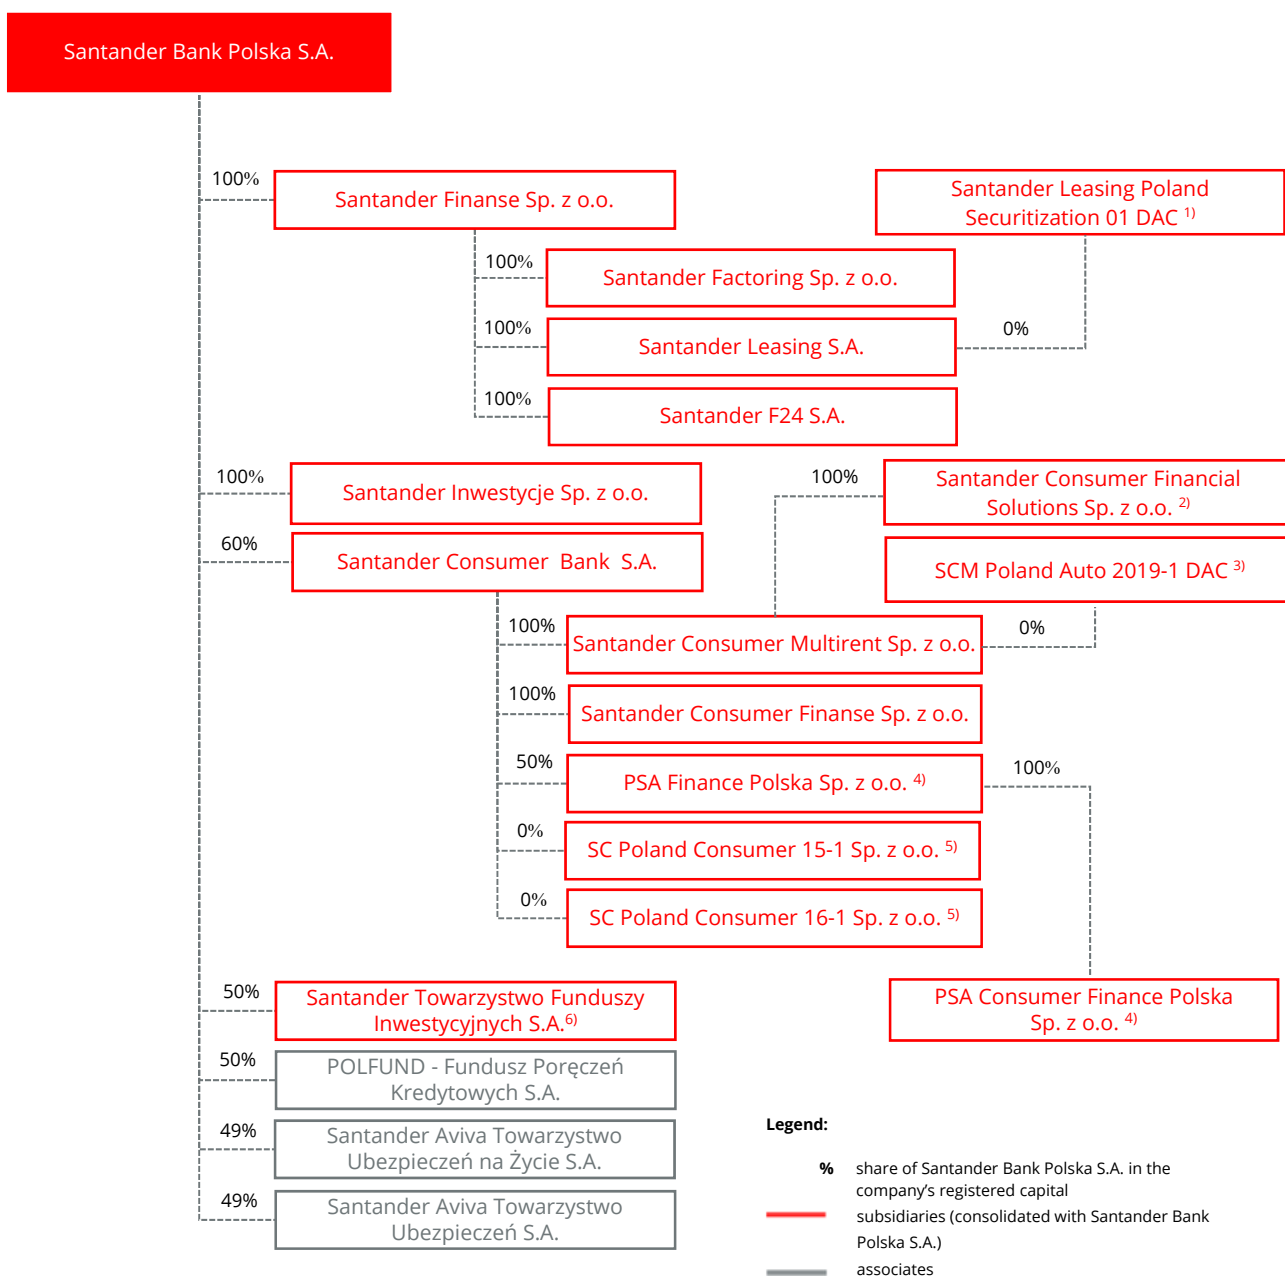 Santander Bank Polska S.A.
100%
Santander Finanse Sp. z o.o.
Santander Leasing Poland
Securitization 01 DAC 1)
100%
Santander Factoring Sp. z o.o.
100%
Santander Leasing S.A.
0%
100%
Santander F24 S.A.
100%
Santander Inwestycje Sp. z o.o.
100%
Santander Consumer Financial
Solutions Sp. z o.o. 2)
60%
Santander Consumer Bank S.A.
SCM Poland Auto 2019-1 DAC 3)
100%
Santander Consumer Multirent Sp. z o.o.
0%
100%
Santander Consumer Finanse Sp. z o.o.
50%
PSA Finance Polska Sp. z o.o. 4)
100%
0%
SC Poland Consumer 15-1 Sp. z o.o. 5)
0%
SC Poland Consumer 16-1 Sp. z o.o. 5)
50%
Santander Towarzystwo Funduszy
Inwestycyjnych S.A.6)
PSA Consumer Finance Polska
Sp. z o.o. 4)
50%
POLFUND - Fundusz Poręczeń
Kredytowych S.A.
49%
Santander Aviva Towarzystwo
Ubezpieczeń na Życie S.A.
49%
Santander Aviva Towarzystwo
Ubezpieczeń S.A.
Legend:
% share of Santander Bank Polska S.A. in the
company's registered capital
subsidiaries (consolidated with Santander Bank
Polska S.A.)
associates